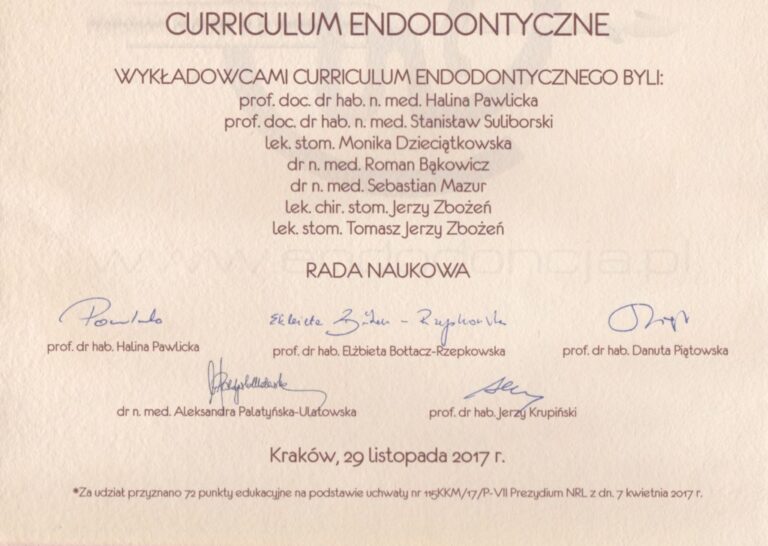 CURRICULUM ENDODONTYCZNE
WYKŁADOWCAMI CURRICULUM ENDODONTYCZNEGO BYLI:
prof. doc. dr hab. n. med. Halina Pawlicka
prof. doc. dr hab. n. med. Stanisław Suliborski
lek. stom. Monika Dzieciątkowska
dr n. med. Roman Bąkowicz
dr n. med. Sebastian Mazur
lek. chir. stom. Jerzy Zbożeń
lek. stom. Tomasz Jerzy Zbożeń
www.endodoncja.pl
RADA NAUKOWA
prof. dr hab. Halina Pawlicka
prof. dr hab. Elżbieta Bołtacz-Rzepkowska
prof. dr hab. Danuta Piątowska
dr n. med. Aleksandra Palatyńska-Ulatowska
prof. dr hab. Jerzy Krupiński
Kraków, 29 listopada 2017 r.
*Za udział przyznano 72 punkty edukacyjne na podstawie uchwały nr 115KKM/17/P-VII Prezydium NRL z dn. 7 kwietnia 2017 r.